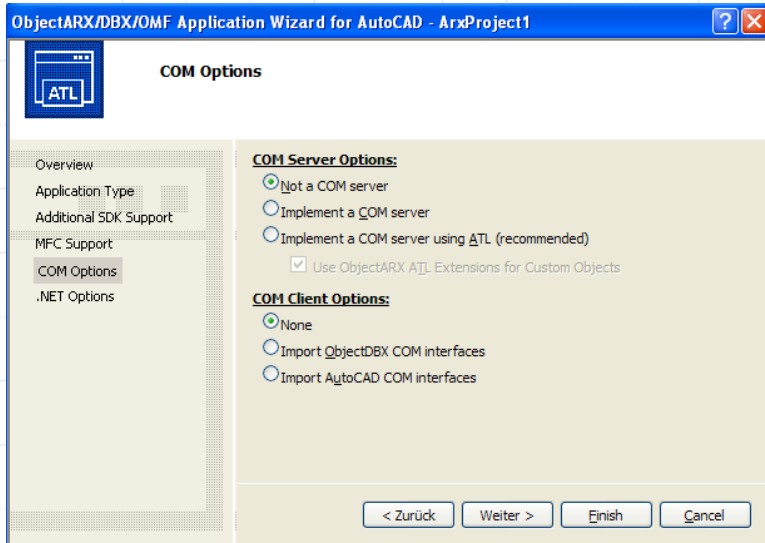 ObjectARX/DBX/OMF Application Wizard for AutoCAD - ArxProject1
ATL
COM Options
Overview
Application Type
Additional SDK Support
MFC Support
COM Options
.NET Options
COM Server Options:
Not a COM server
Implement a COM server
Implement a COM server using ATL (recommended)
Use ObjectARX ATL Extensions for Custom Objects
COM Client Options:
None
Import ObjectDBX COM interfaces
Import AutoCAD COM interfaces
< Zurück Weiter > Finish Cancel